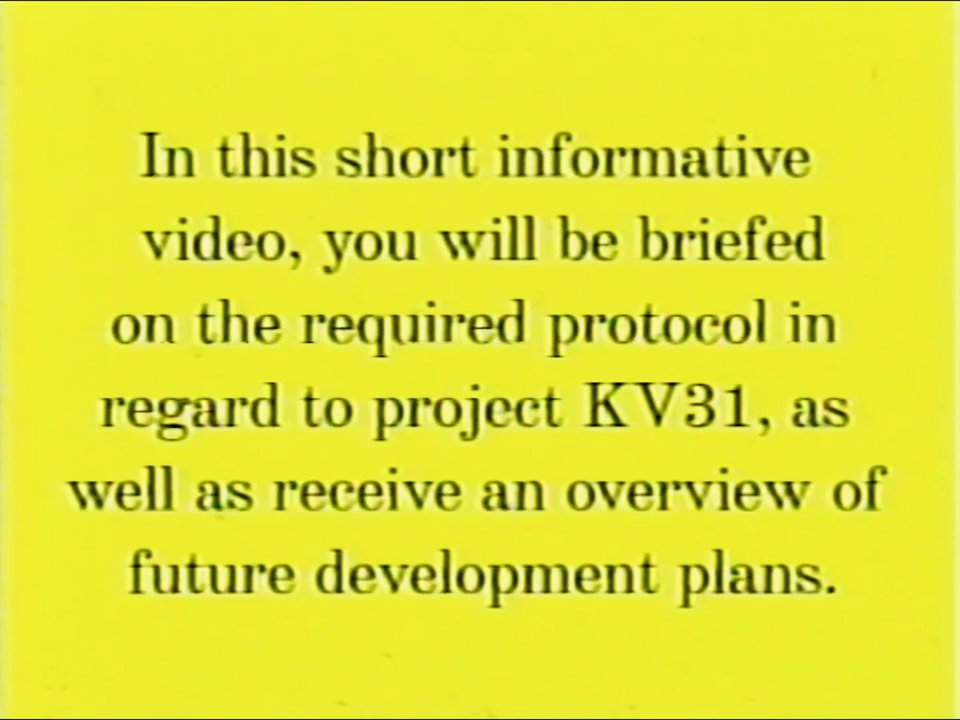 In this short informative
video, you will be briefed
on the required protocol in
regard to project KV31, as
well as receive an overview of
future development plans.